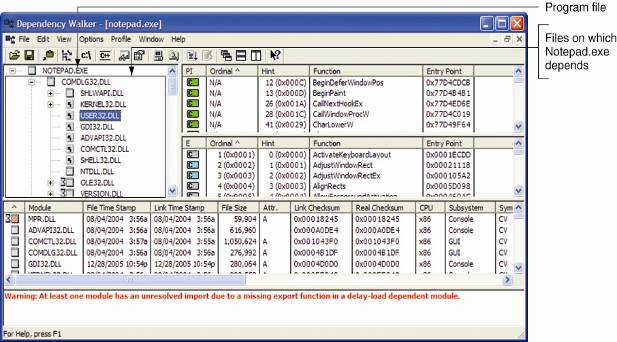 Program file
Files on which
Notepad.exe
depends
Dependency Walker - [notepad.exe]
File Edit View Options Profile Window Help
NOTEPAD.EXE
COMDLG32.DLL
SHLWAPI.DLL
KERNEL32.DLL
USER32.DLL
GDI32.DLL
ADVAPI32.DLL
COMCTL32.DLL
SHELL32.DLL
NTDLL.DLL
OLE32.DLL
VERSION.DLL
PI Ordinal ^ Hint Function Entry Point
N/A 12 (0x000C) BeginDeferWindowPos 0x77D4CDCB
N/A 13 (0x000D) BeginPaint 0x77D4B4B1
N/A 26 (0x001A) CallNextHookEx 0x77D4ED6E
N/A 28 (0x001C) CallWindowProcW 0x77D4C019
N/A 41 (0x0029) CharLowerW 0x77D49F64
E Ordinal ^ Hint Function Entry Point
1 (0x0001) 0 (0x0000) ActivateKeyboardLayout 0x0001ECDD
2 (0x0002) 1 (0x0001) AdjustWindowRect 0x00021118
3 (0x0003) 2 (0x0002) AdjustWindowRectEx 0x000105A2
4 (0x0004) 3 (0x0003) AlignRects 0x0005D098
^ Module File Time Stamp Link Time Stamp File Size Attr. Link Checksum Real Checksum CPU Subsystem Sym
MPR.DLL 08/04/2004 3:56a 08/04/2004 3:56a 59,904 A 0x00018245 0x00018245 x86 Console CV
ADVAPI32.DLL 08/04/2004 3:56a 08/04/2004 3:56a 616,960 0x000A0DE4 0x000A0DE4 x86 Console CV
COMCTL32.DLL 08/04/2004 3:57a 08/04/2004 3:55a 1,050,624 A 0x001043F0 0x001043F0 x86 GUI CV
COMDLG32.DLL 08/04/2004 3:56a 08/04/2004 3:56a 276,992 A 0x0004B1DF 0x0004B1DF x86 GUI CV
GDI32.DLL 12/28/2005 10:54p 12/28/2005 10:54p 280,064 A 0x0004D0D0 0x0004D0D0 x86 Console CV
Warning: At least one module has an unresolved import due to a missing export function in a delay-load dependent module.
For Help, press F1